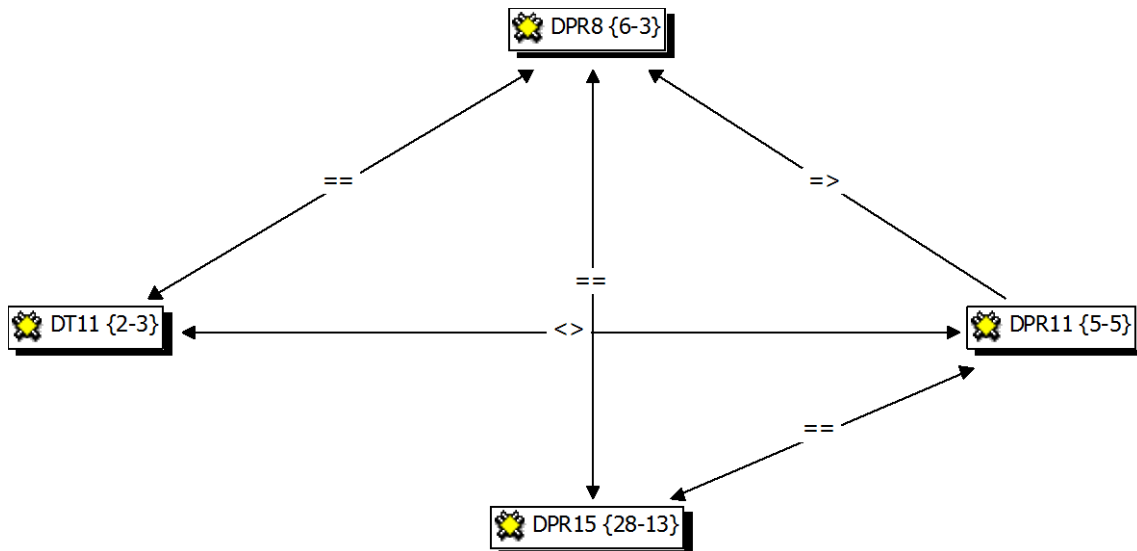 DPR8 {6-3}
==
=>
==
DT11 {2-3}
<>
DPR11 {5-5}
==
DPR15 {28-13}